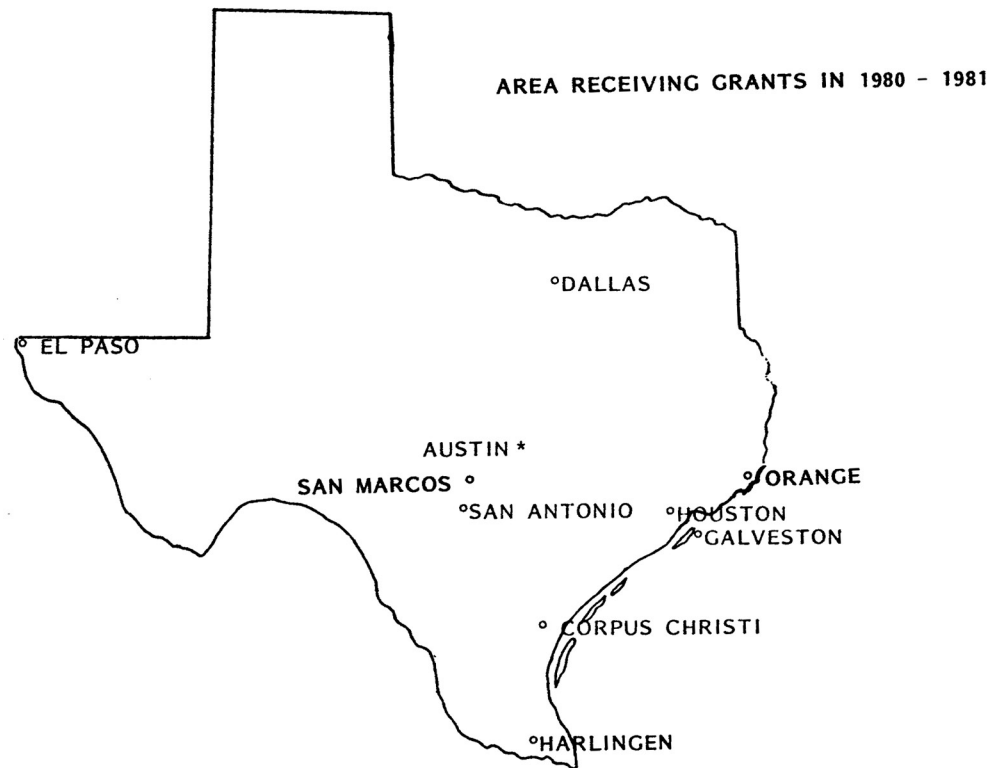 AREA RECEIVING GRANTS IN 1980 - 1981
DALLAS
EL PASO
AUSTIN *
SAN MARCOS
ORANGE
SAN ANTONIO
HOUSTON
GALVESTON
CORPUS CHRISTI
HARLINGEN